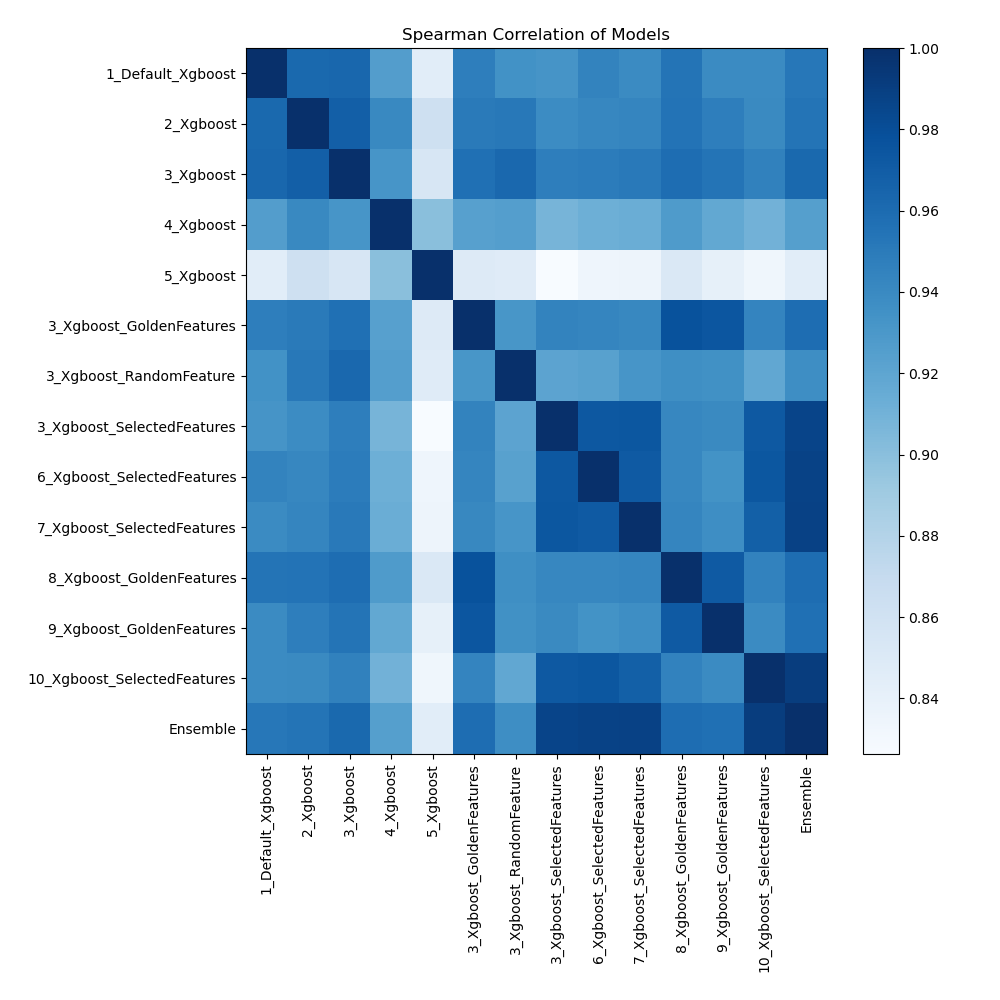 Spearman Correlation of Models
1_Default_Xgboost
2_Xgboost
3_Xgboost
4_Xgboost
5_Xgboost
3_Xgboost_GoldenFeatures
3_Xgboost_RandomFeature
3_Xgboost_SelectedFeatures
6_Xgboost_SelectedFeatures
7_Xgboost_SelectedFeatures
8_Xgboost_GoldenFeatures
9_Xgboost_GoldenFeatures
10_Xgboost_SelectedFeatures
Ensemble
1_Default_Xgboost
2_Xgboost
3_Xgboost
4_Xgboost
5_Xgboost
3_Xgboost_GoldenFeatures
3_Xgboost_RandomFeature
3_Xgboost_SelectedFeatures
6_Xgboost_SelectedFeatures
7_Xgboost_SelectedFeatures
8_Xgboost_GoldenFeatures
9_Xgboost_GoldenFeatures
10_Xgboost_SelectedFeatures
Ensemble
1.00
0.98
0.96
0.94
0.92
0.90
0.88
0.86
0.84